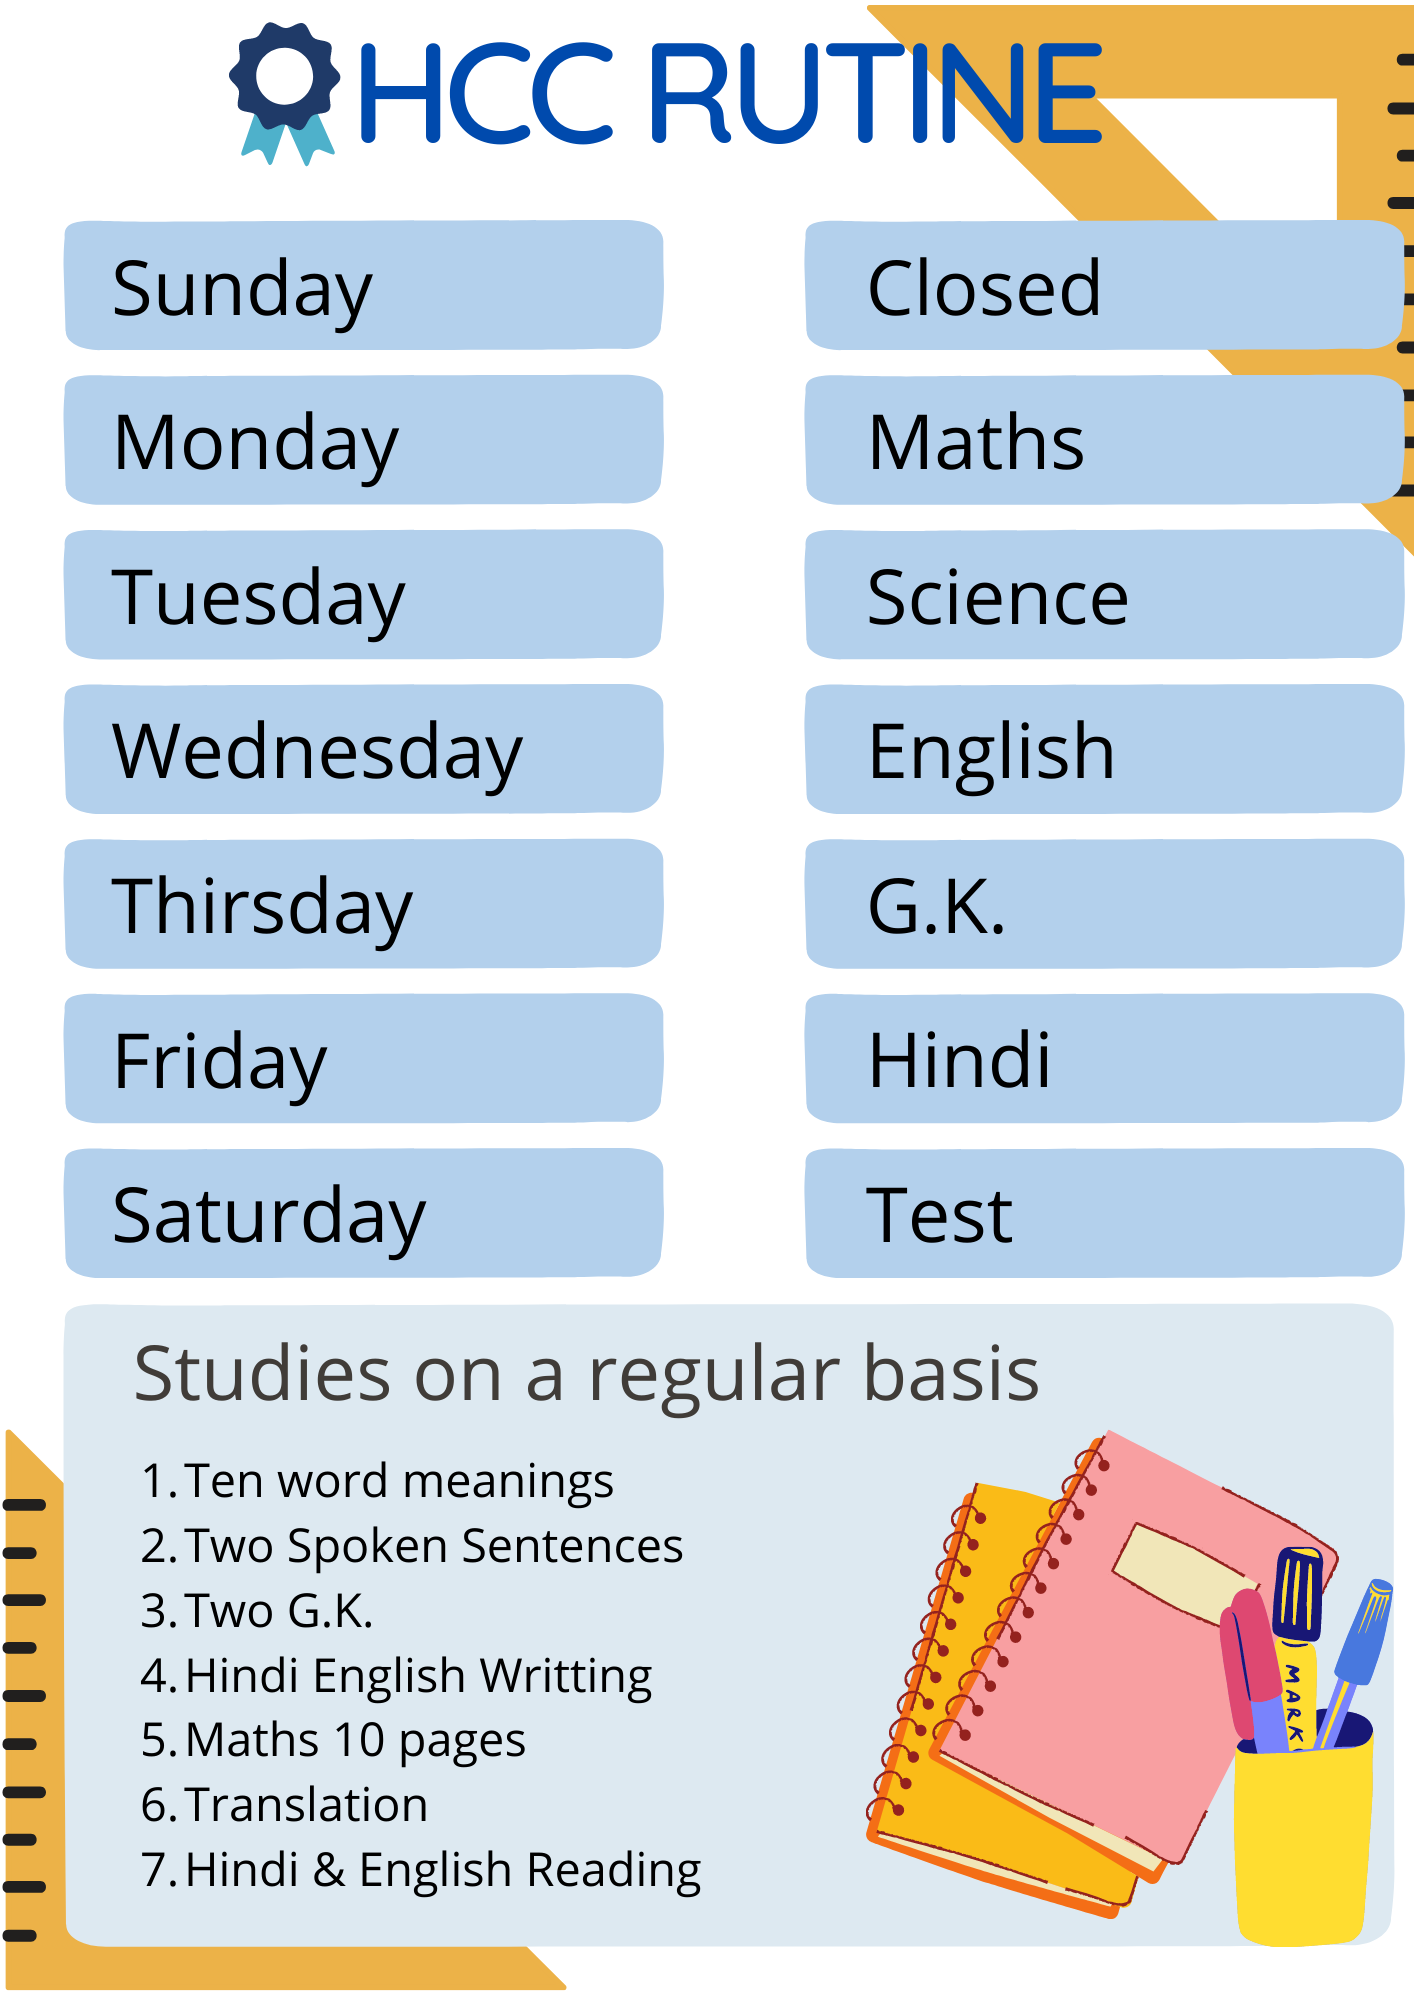 HCC RUTINE
Sunday Closed
Monday Maths
Tuesday Science
Wednesday English
Thirsday G.K.
Friday Hindi
Saturday Test
Studies on a regular basis
1. Ten word meanings
2. Two Spoken Sentences
3. Two G.K.
4. Hindi English Writting
5. Maths 10 pages
6. Translation
7. Hindi & English Reading
MARK